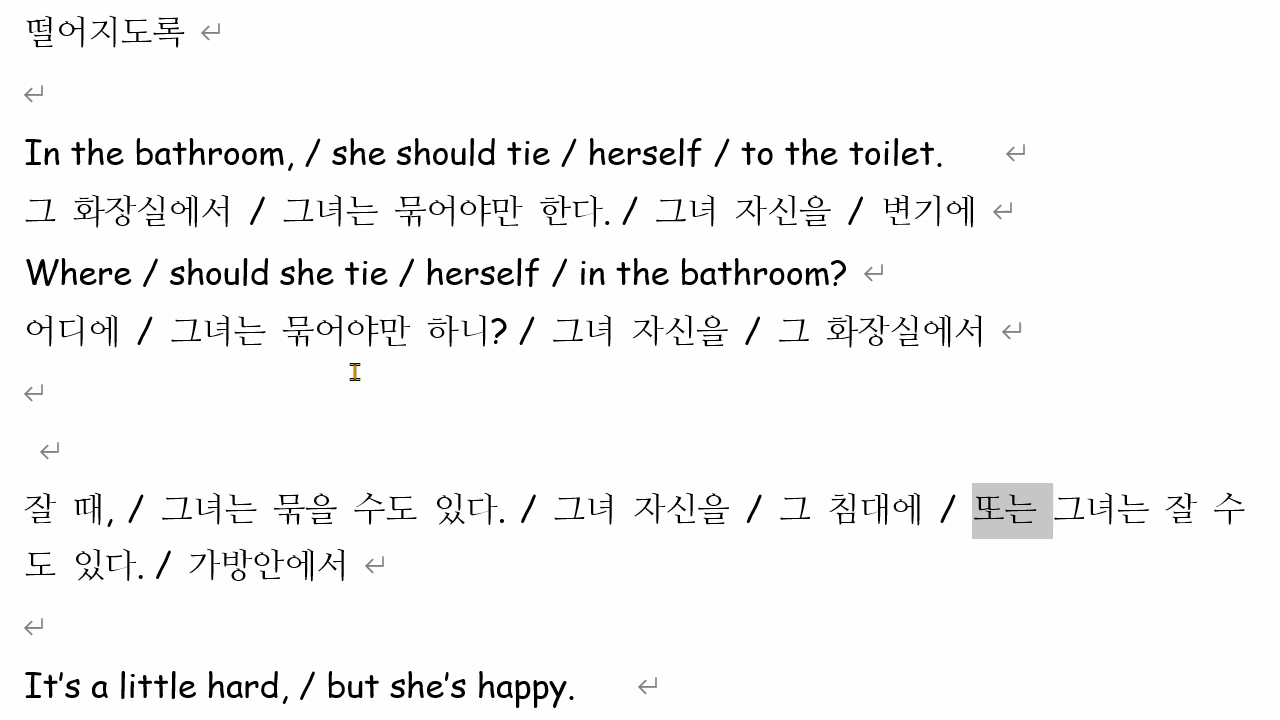 떨어지도록
In the bathroom, / she should tie / herself / to the toilet.
그 화장실에서 / 그녀는 묶어야만 한다. / 그녀 자신을 / 변기에
Where / should she tie / herself / in the bathroom?
어디에 / 그녀는 묶어야만 하니? / 그녀 자신을 / 그 화장실에서
잘 때, / 그녀는 묶을 수도 있다. / 그녀 자신을 / 그 침대에 / 또는 그녀는 잘 수
도 있다. / 가방안에서
It’s a little hard, / but she’s happy.